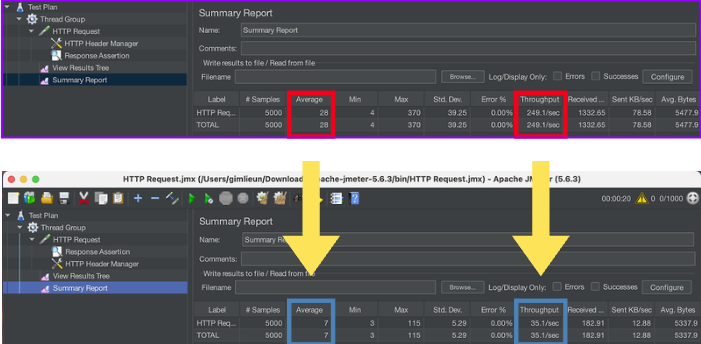 Test Plan
Thread Group
HTTP Request
HTTP Header Manager
Response Assertion
View Results Tree
Summary Report
Summary Report
Name: Summary Report
Comments:
Write results to file / Read from file
Filename Browse... Log/Display Only: Errors Successes Configure
Label # Samples Average Min Max Std. Dev. Error % Throughput Received ... Sent KB/sec Avg. Bytes
HTTP Req... 5000 28 4 370 39.25 0.00% 249.1/sec 1332.65 78.58 5477.9
TOTAL 5000 28 4 370 39.25 0.00% 249.1/sec 1332.65 78.58 5477.9
HTTP Request.jmx (/Users/gimlieun/Downloa ache-jmeter-5.6.3/bin/HTTP Request.jmx) - Apache JM ter (5.6.3)
00:00:20 0 0/1000
Test Plan
Thread Group
HTTP Request
Response Assertion
HTTP Header Manager
View Results Tree
Summary Report
Summary Report
Name: Summary R
Comments:
Write results to file / Read from file
Filename Browse... Log/Display Only: Errors Successes Configure
Label # Samples Average Min Max Std. Dev. Error % Throughput Received ... Sent KB/sec Avg. Bytes
HTTP Req... 5000 7 3 115 5.29 0.00% 35.1/sec 182.91 12.88 5337.9
TOTAL 5000 7 3 115 5.29 0.00% 35.1/sec 182.91 12.88 5337.9